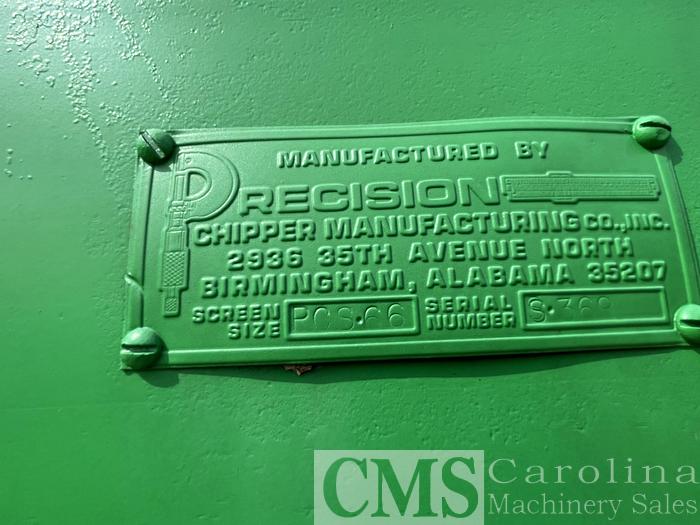 MANUFACTURED BY
PRECISION
CHIPPER MANUFACTURING CO., INC.
2936 35TH AVENUE NORTH
BIRMINGHAM, ALABAMA 35207
SCREEN SIZE PCS-66 SERIAL NUMBER
CMS Carolina
Machinery Sales